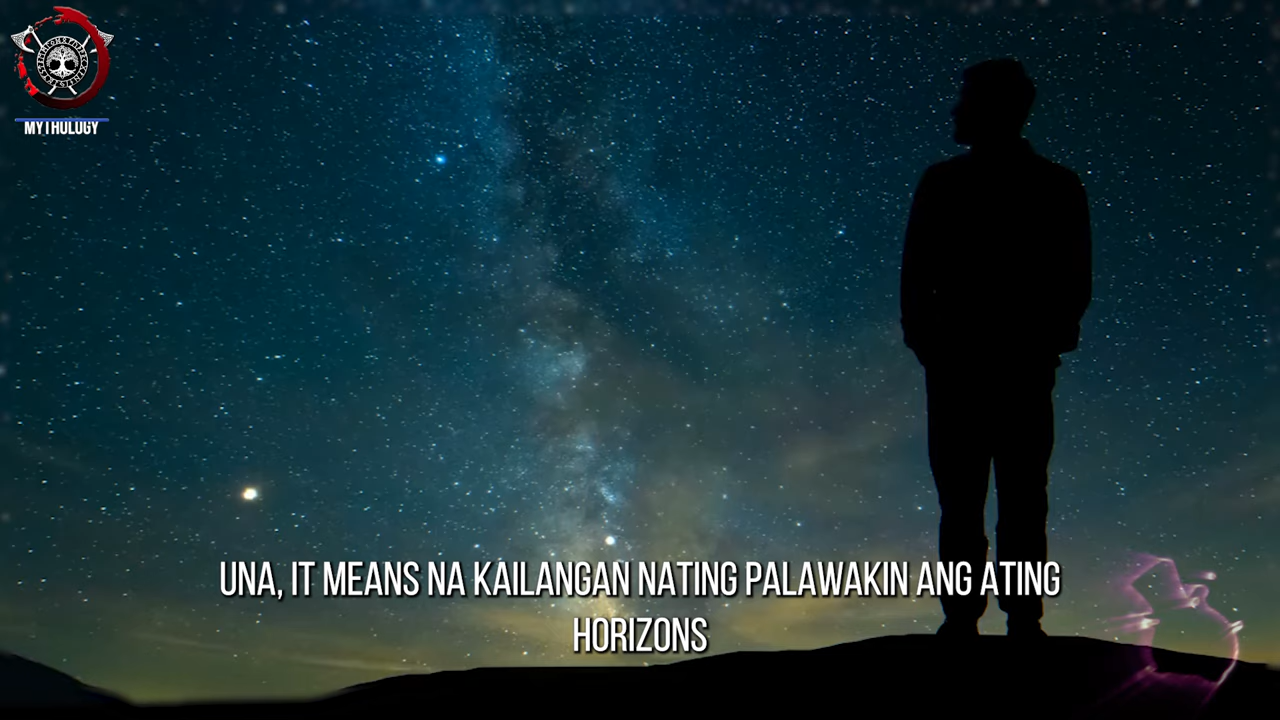 MYTHOLOGY
UNA, IT MEANS NA KAILANGAN NATING PALAWAKIN ANG ATING
HORIZONS